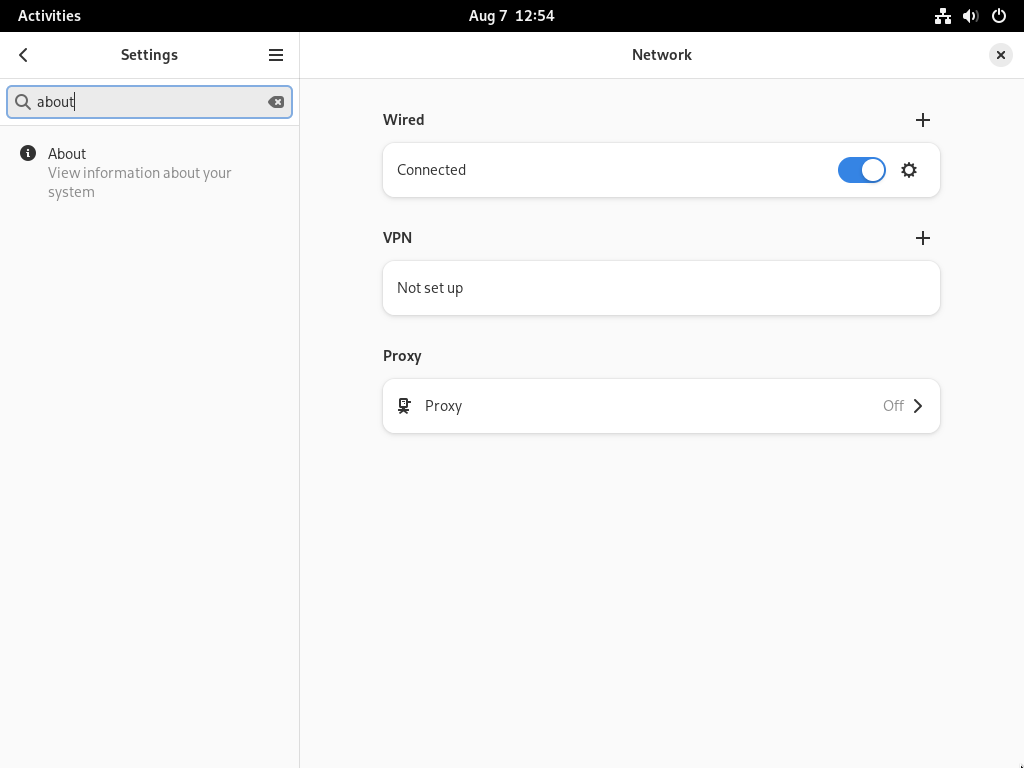 Activities
Aug 7 12:54
Settings
Network
about
About
View information about your
system
Wired
Connected
VPN
Not set up
Proxy
Proxy
Off